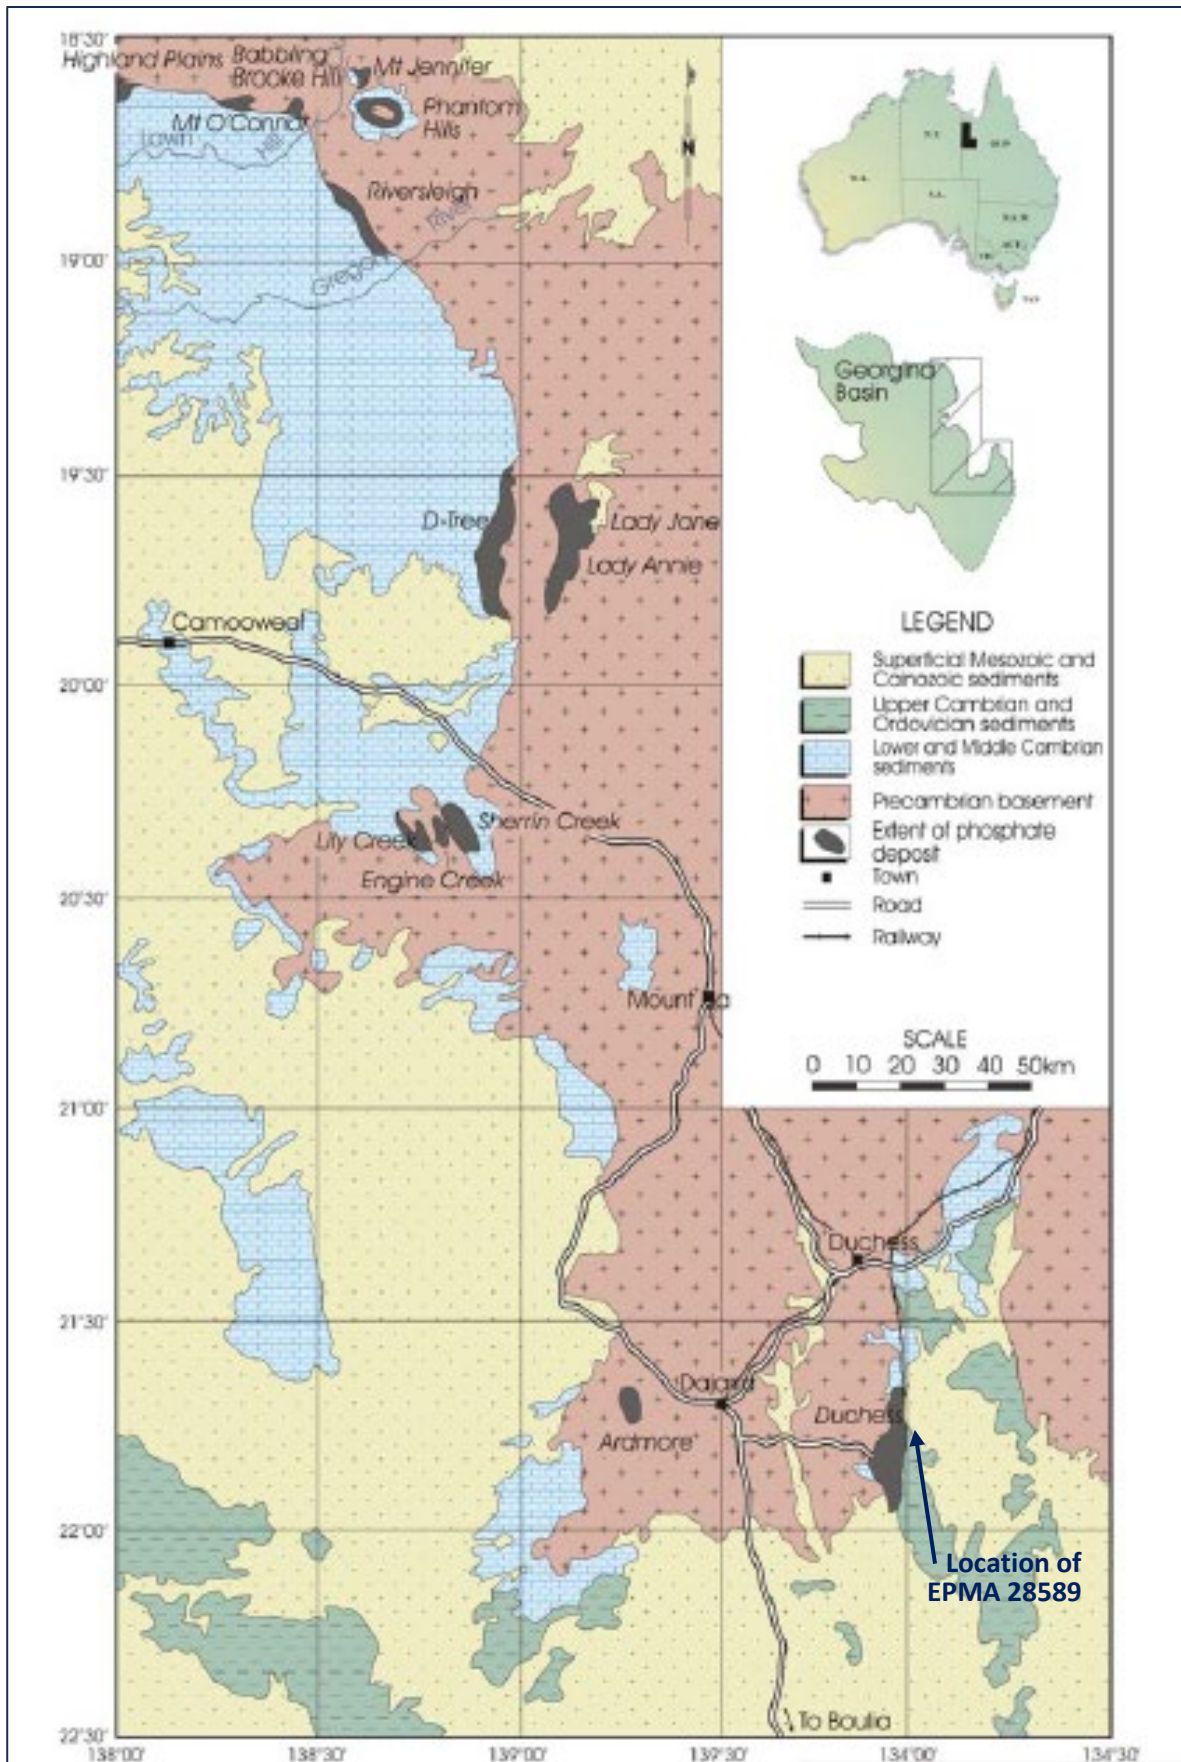 18°30'
Highland Plains
Babbling
Brooke Hill
Mt Jennifer
Mt O'Connor
Phantom
Hills
Lawn
Hill
Riversleigh
River
Gregory
19°00'
N
19°30'
D-Tree
Lady Jane
Lady Annie
Camooweal
20°00'
Sherrin Creek
Lily Creek
Engine Creek
20°30'
Mount Isa
21°00'
Duchess
21°30'
Dajarra
Duchess
Ardmore
22°00'
Location of
EPMA 28589
To Boulia
22°30'
138°00'
138°30'
139°00'
139°30'
134°00'
134°30'
W.A.
N.T.
S.A.
N.S.W
Georgina
Basin
LEGEND
Superficial Mesozoic and
Cainozoic sediments
Upper Cambrian and
Ordovician sediments
Lower and Middle Cambrian
sediments
Precambrian basement
Extent of phosphate
deposit
Town
Road
Railway
SCALE
0 10 20 30 40 50km